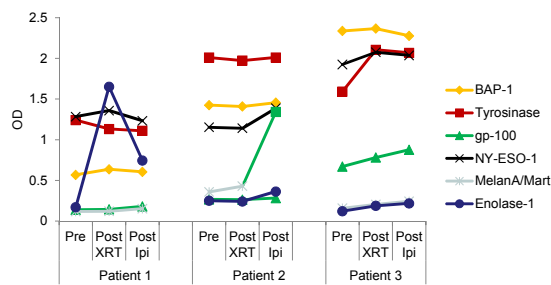 2.5
2
1.5
1
0.5
0
OD
Pre
Post XRT
Post Ipi
Pre
Post XRT
Post Ipi
Pre
Post XRT
Post Ipi
Patient 1
Patient 2
Patient 3
BAP-1
Tyrosinase
gp-100
NY-ESO-1
MelanA/Mart
Enolase-1